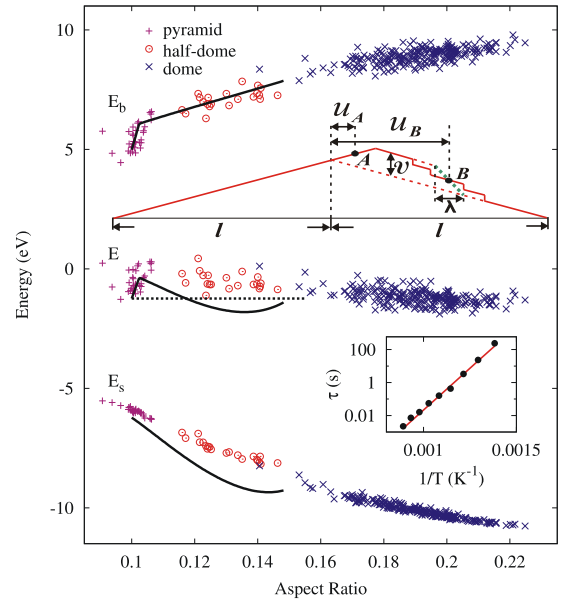 pyramid
half-dome
dome
E_b
u_A
u_B
A
v
B
λ
l
l
E
E_s
10
5
0
-5
-10
Energy (eV)
100
1
0.01
τ (s)
0.001
0.0015
1/T (K^-1)
0.1
0.12
0.14
0.16
0.18
0.20
0.22
Aspect Ratio